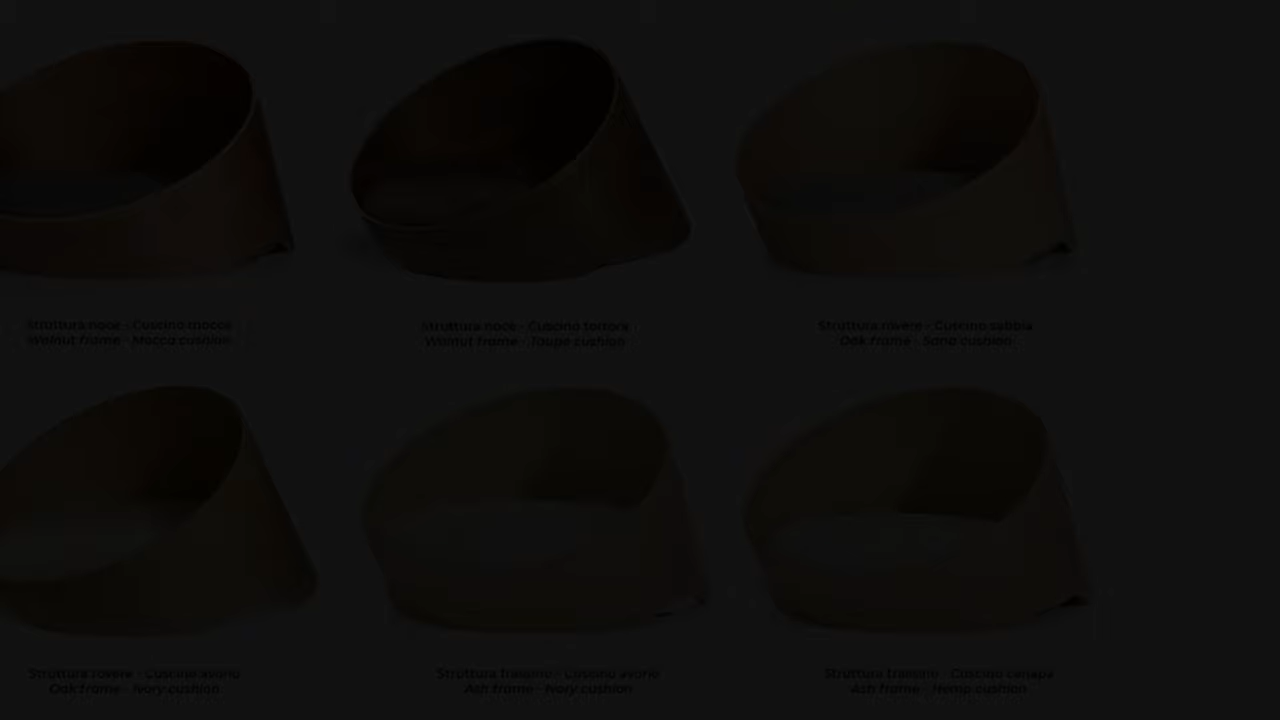 Struttura noce - Cuscino mocca
Walnut frame - Mocca cushion
Struttura noce - Cuscino tortora
Walnut frame - Taupe cushion
Struttura rovere - Cuscino sabbia
Oak frame - Sand cushion
Struttura rovere - Cuscino avorio
Oak frame - Ivory cushion
Struttura frassino - Cuscino avorio
Ash frame - Ivory cushion
Struttura frassino - Cuscino canapa
Ash frame - Hemp cushion